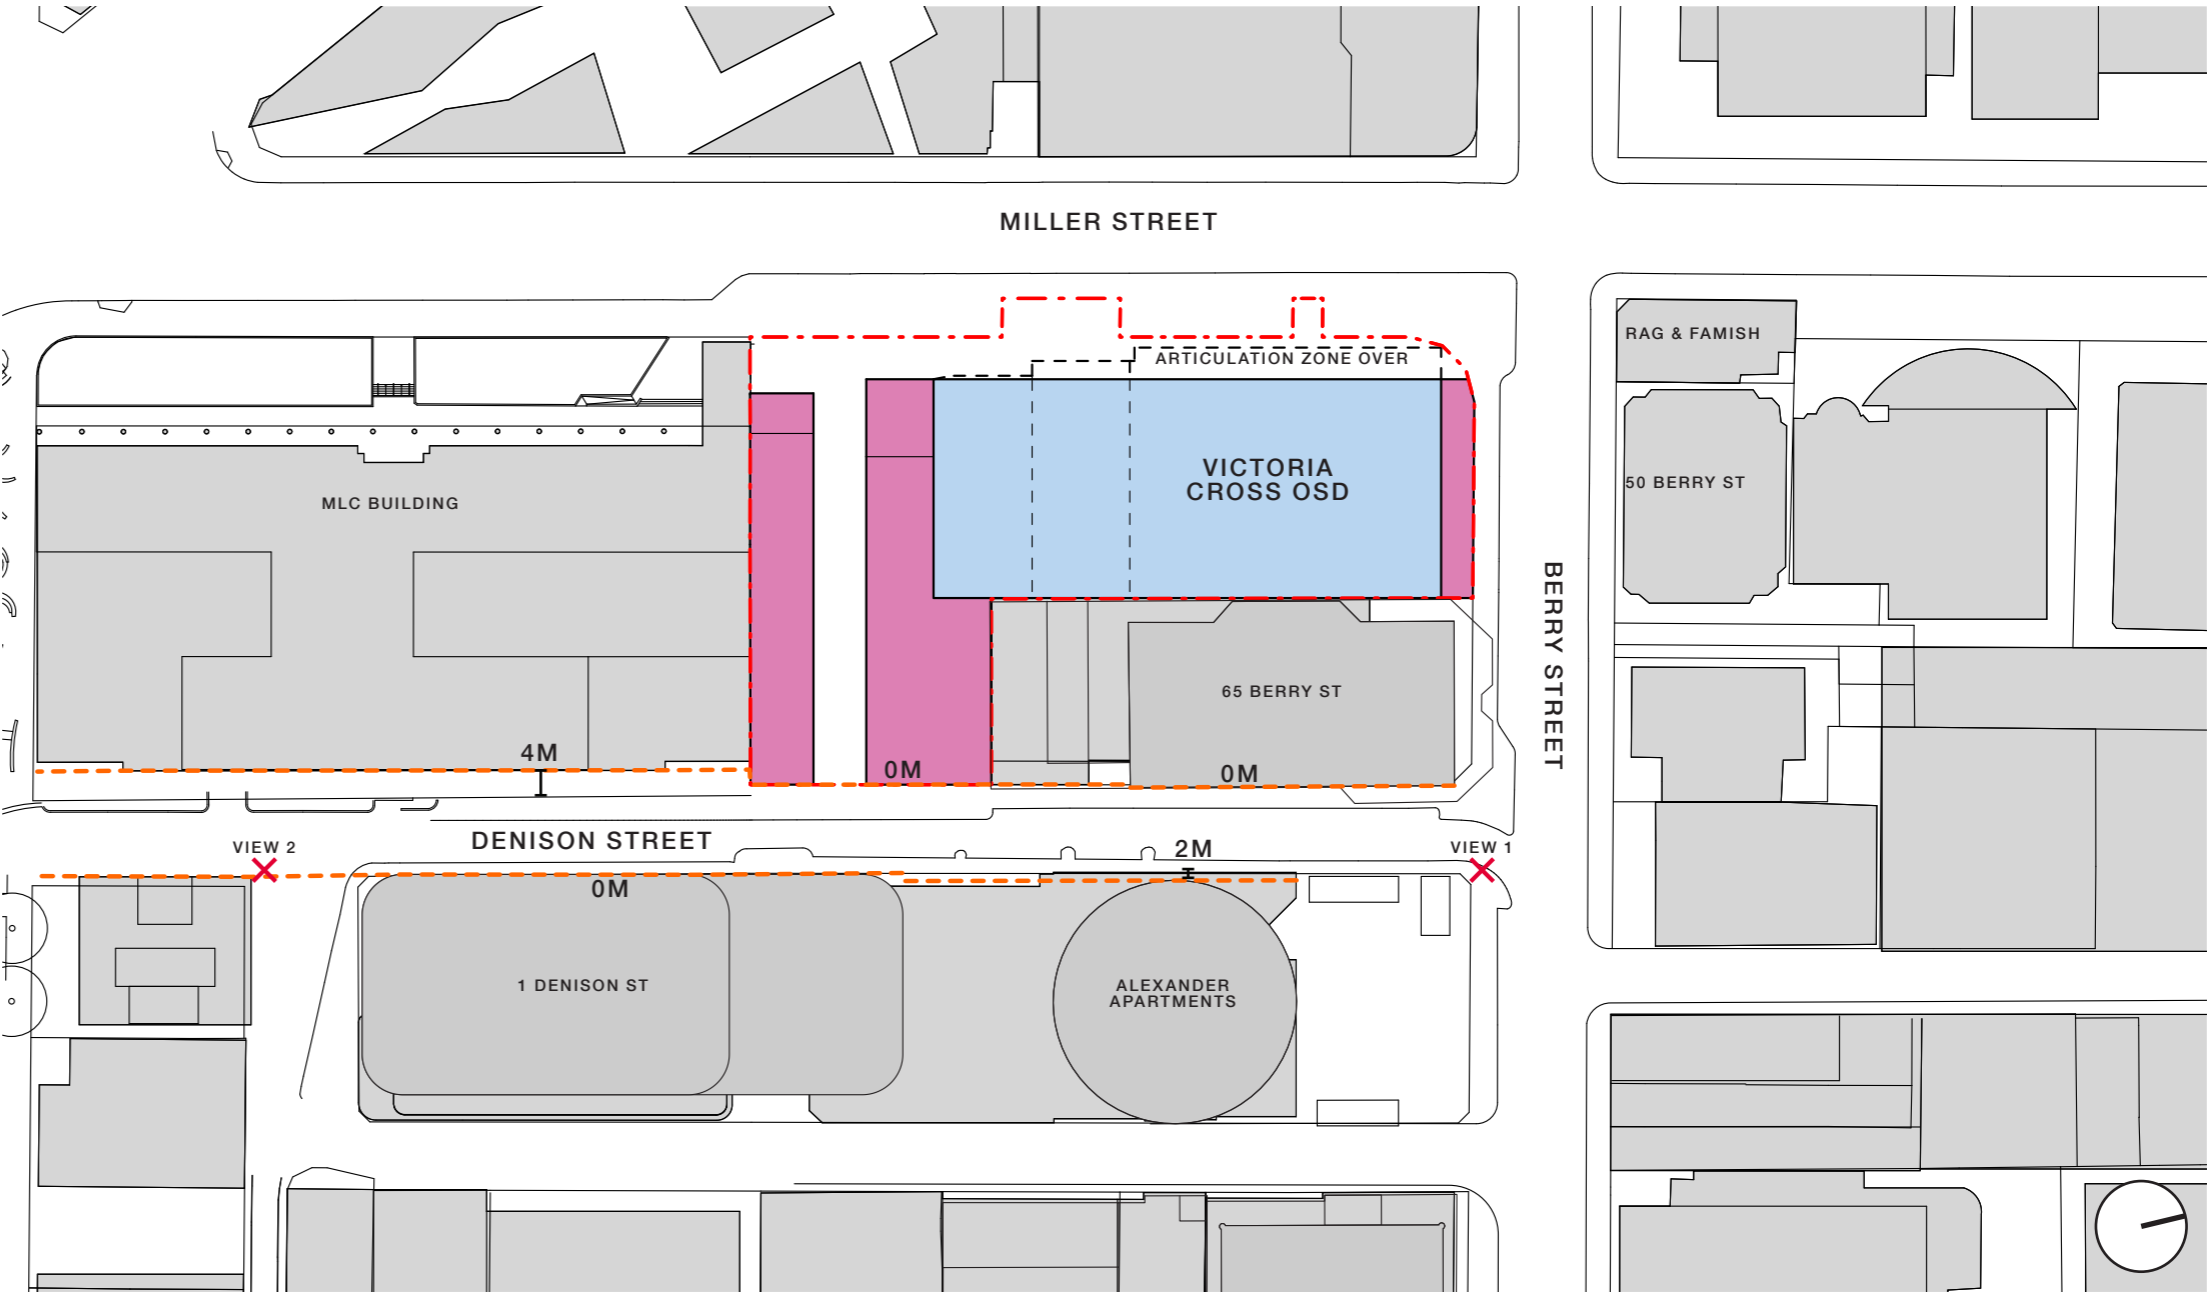 MILLER STREET
RAG & FAMISH
ARTICULATION ZONE OVER
VICTORIA
CROSS OSD
50 BERRY ST
MLC BUILDING
BERRY STREET
65 BERRY ST
4M
0M
0M
DENISON STREET
VIEW 2
2M
VIEW 1
0M
1 DENISON ST
ALEXANDER
APARTMENTS